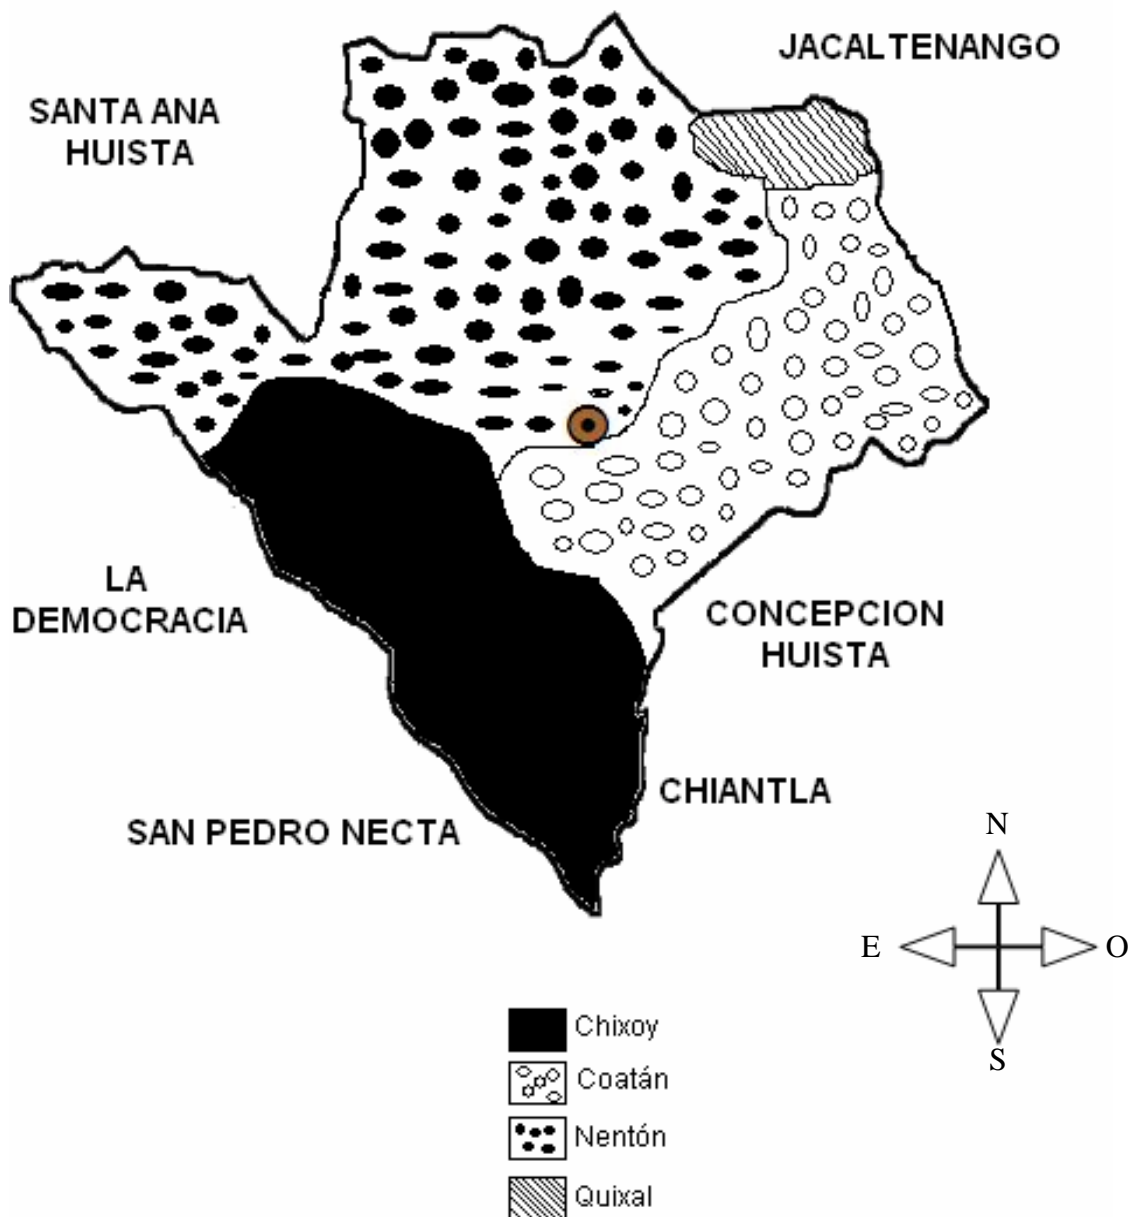 JACALTENANGO
SANTA ANA
HUISTA
LA
DEMOCRACIA
CONCEPCION
HUISTA
CHIANTLA
SAN PEDRO NECTA
N
E
O
S
Chixoy
Coatán
Nentón
Quixal